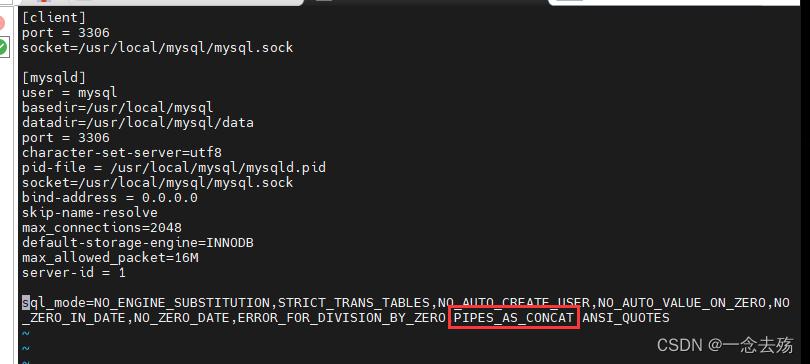 [client]
port = 3306
socket=/usr/local/mysql/mysql.sock
[mysqld]
user = mysql
basedir=/usr/local/mysql
datadir=/usr/local/mysql/data
port = 3306
character-set-server=utf8
pid-file = /usr/local/mysql/mysqld.pid
socket=/usr/local/mysql/mysql.sock
bind-address = 0.0.0.0
skip-name-resolve
max_connections=2048
default-storage-engine=INNODB
max_allowed_packet=16M
server-id = 1
sql_mode=NO_ENGINE_SUBSTITUTION,STRICT_TRANS_TABLES,NO_AUTO_CREATE_USER,NO_AUTO_VALUE_ON_ZERO,NO
_ZERO_IN_DATE,NO_ZERO_DATE,ERROR_FOR_DIVISION_BY_ZERO PIPES_AS_CONCAT ANSI_QUOTES
~
~
~
CSDN @一念去殇